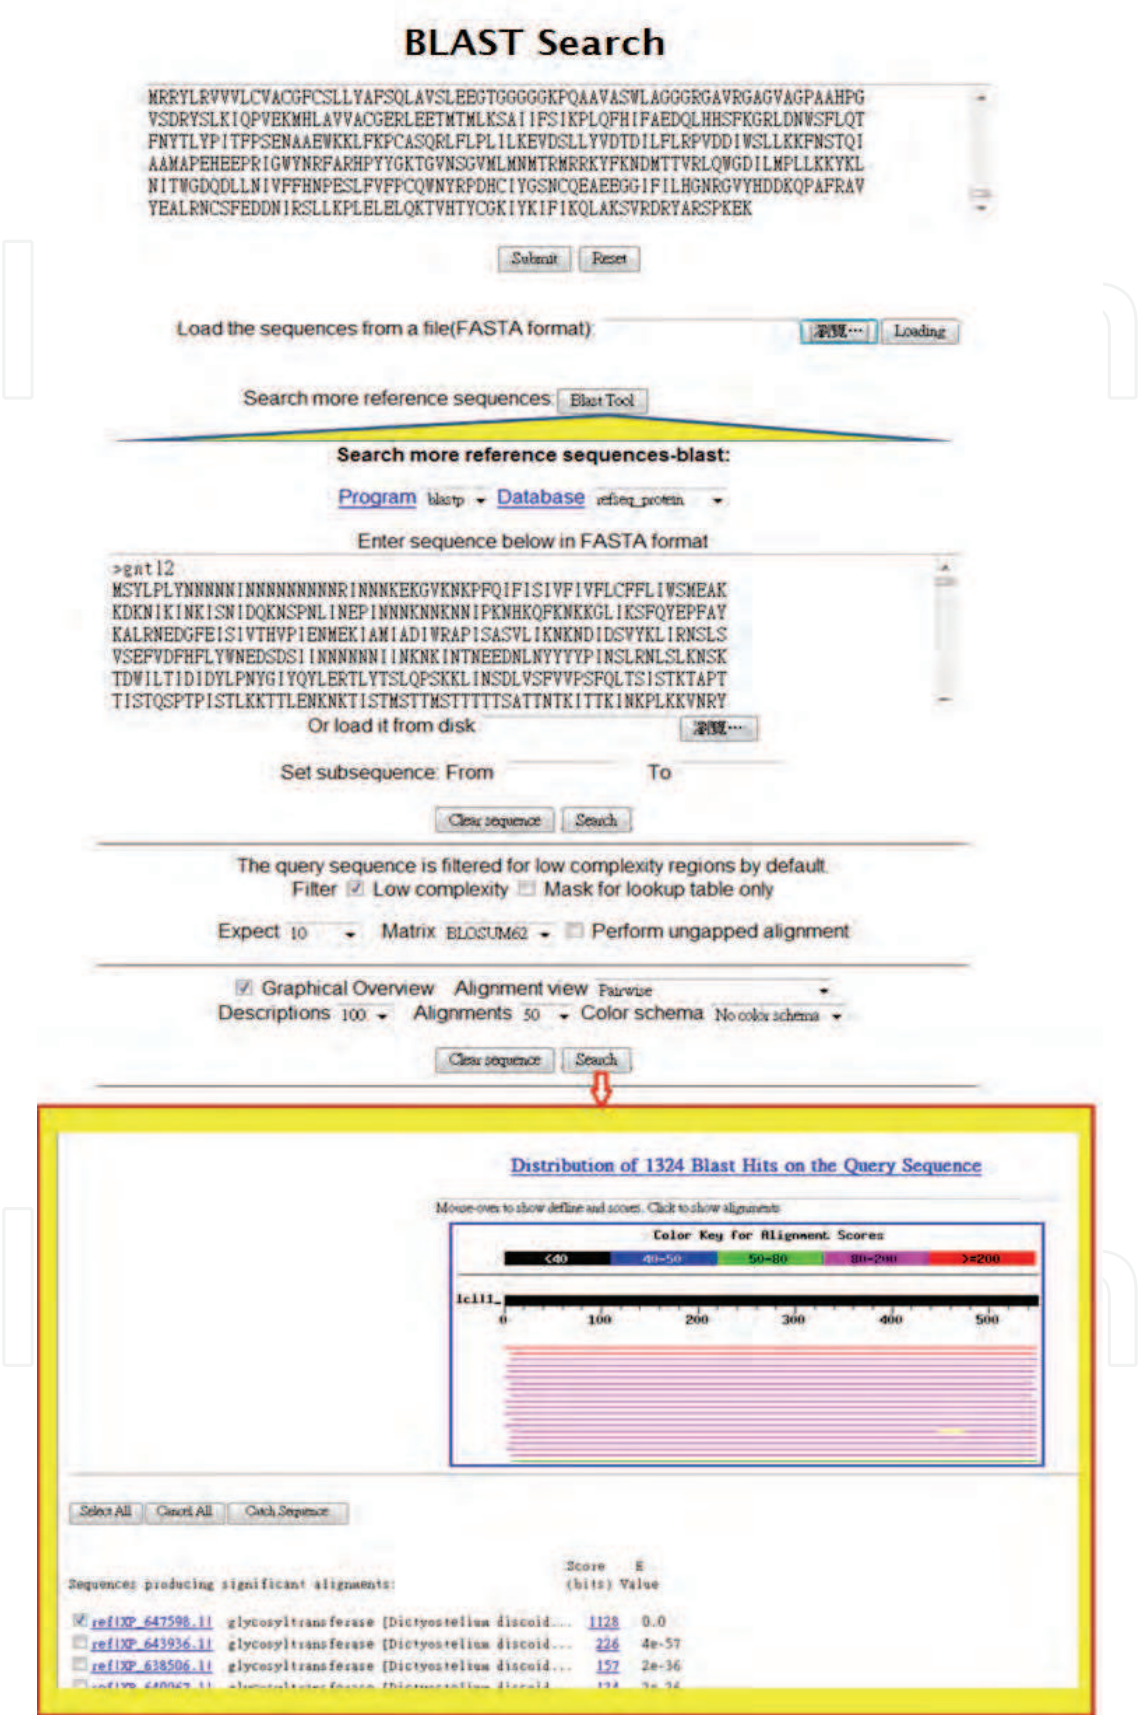 BLAST Search
MRRYLRVVVLCVACGFCSLLYAFSQLAVSLEEGTGGGGGKPQAAVASWLAGGGRGAVRGAGVAGPAAHPG
VSDRYSLKIQPVEKMHLAVVACGERLEETMTMLKSAIIFSIKPLQFHIFAEDQLHHSFKGRLDNWSFLQT
FNYTLYPITFPSENAAEWKKLFKPCASQRLFLPLILKEVDSLLYVDTDILFLRPVDDIWSLLKKFNSTQI
AAMAPEHEEPRIGWYNRFARHPYYGKTGVNSGVMLMNMTRMRRKYFKNDMTTVRLQWGDILMPLLKKYKL
NITWGDQDLLNIVFFHNPESLFVFPCQWNYRPDHCIYGSNCQEAEEGGIFILHGNRGVYHDDKQPAFRAV
YEALRNCSFEDDNIRSLLKPLELELQKTVHTYCGKIYKIFIKQLAKSVRDRYARSPKEK
Submit Reset
Load the sequences from a file(FASTA format): 瀏覽… Loading
Search more reference sequences: Blast Tool
Search more reference sequences-blast:
Program blastp Database refseq_protein
Enter sequence below in FASTA format
>gnt12
MSYLPLYNNNNNINNNNNNNNNRINNNKEKGVKNKPFQIFISIVFIVFLCFFLIWSMEAK
KDKNIKINKISNIDQKNSPNLINEPINNNKNNKNNIPKNHKQFKNKKGLIKSFQYEPFAY
KALRNEDGFEISIVTHVPIENMEKIAMIADIWRAPISASVLIKNKNDIDSVYKLIRNSLS
VSEFVDFHFLYWNEDSDSIINNNNNNIINKNKINTNEEDNLNYYYYPINSLRNLSLKNSK
TDWILTIDIDYLPNYGIYQYLERTLYTSLQPSKKLINSDLVSFVVPSFQLTSISTKTAPT
TISTQSPTPISTLKKTTLENKNKTISTMSTTMSTTTTTSATTNTKITTKINKPLKKVNRY
Or load it from disk 瀏覽…
Set subsequence: From To
Clear sequence Search
The query sequence is filtered for low complexity regions by default.
Filter Low complexity Mask for lookup table only
Expect 10 Matrix BLOSUM62 Perform ungapped alignment
Graphical Overview Alignment view Pairwise
Descriptions 100 Alignments 50 Color schema No color schema
Clear sequence Search
Distribution of 1324 Blast Hits on the Query Sequence
Mouse-over to show defline and scores. Click to show alignments
Color Key for Alignment Scores
<40 40-50 50-80 80-200 >=200
lcl11_
0 100 200 300 400 500
Select All Cancel All Catch Sequence
Score E
Sequences producing significant alignments: (bits) Value
ref|XP_647598.1| glycosyltransferase [Dictyostelium discoid... 1128 0.0
ref|XP_643936.1| glycosyltransferase [Dictyostelium discoid... 226 4e-57
ref|XP_638506.1| glycosyltransferase [Dictyostelium discoid... 157 2e-36
glycosyltransferase [Dictyostelium discoid...